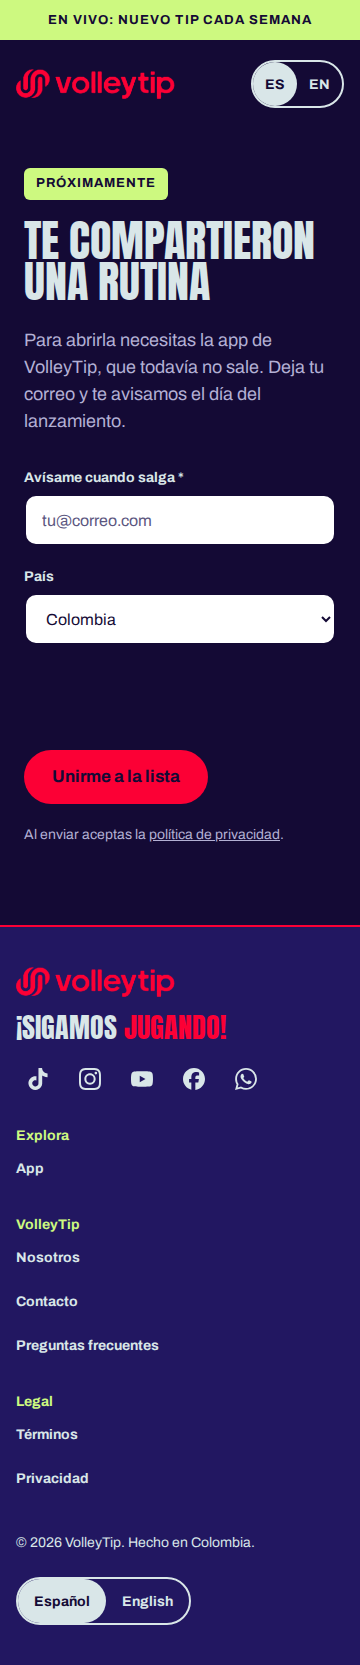 EN VIVO: NUEVO TIP CADA SEMANA
volleytip
ES EN
PRÓXIMAMENTE
TE COMPARTIERON
UNA RUTINA
Para abrirla necesitas la app de
VolleyTip, que todavía no sale. Deja tu
correo y te avisamos el día del
lanzamiento.
Avísame cuando salga *
tu@correo.com
País
Colombia
Unirme a la lista
Al enviar aceptas la política de privacidad.
volleytip
¡SIGAMOS JUGANDO!
Explora
App
VolleyTip
Nosotros
Contacto
Preguntas frecuentes
Legal
Términos
Privacidad
© 2026 VolleyTip. Hecho en Colombia.
Español English